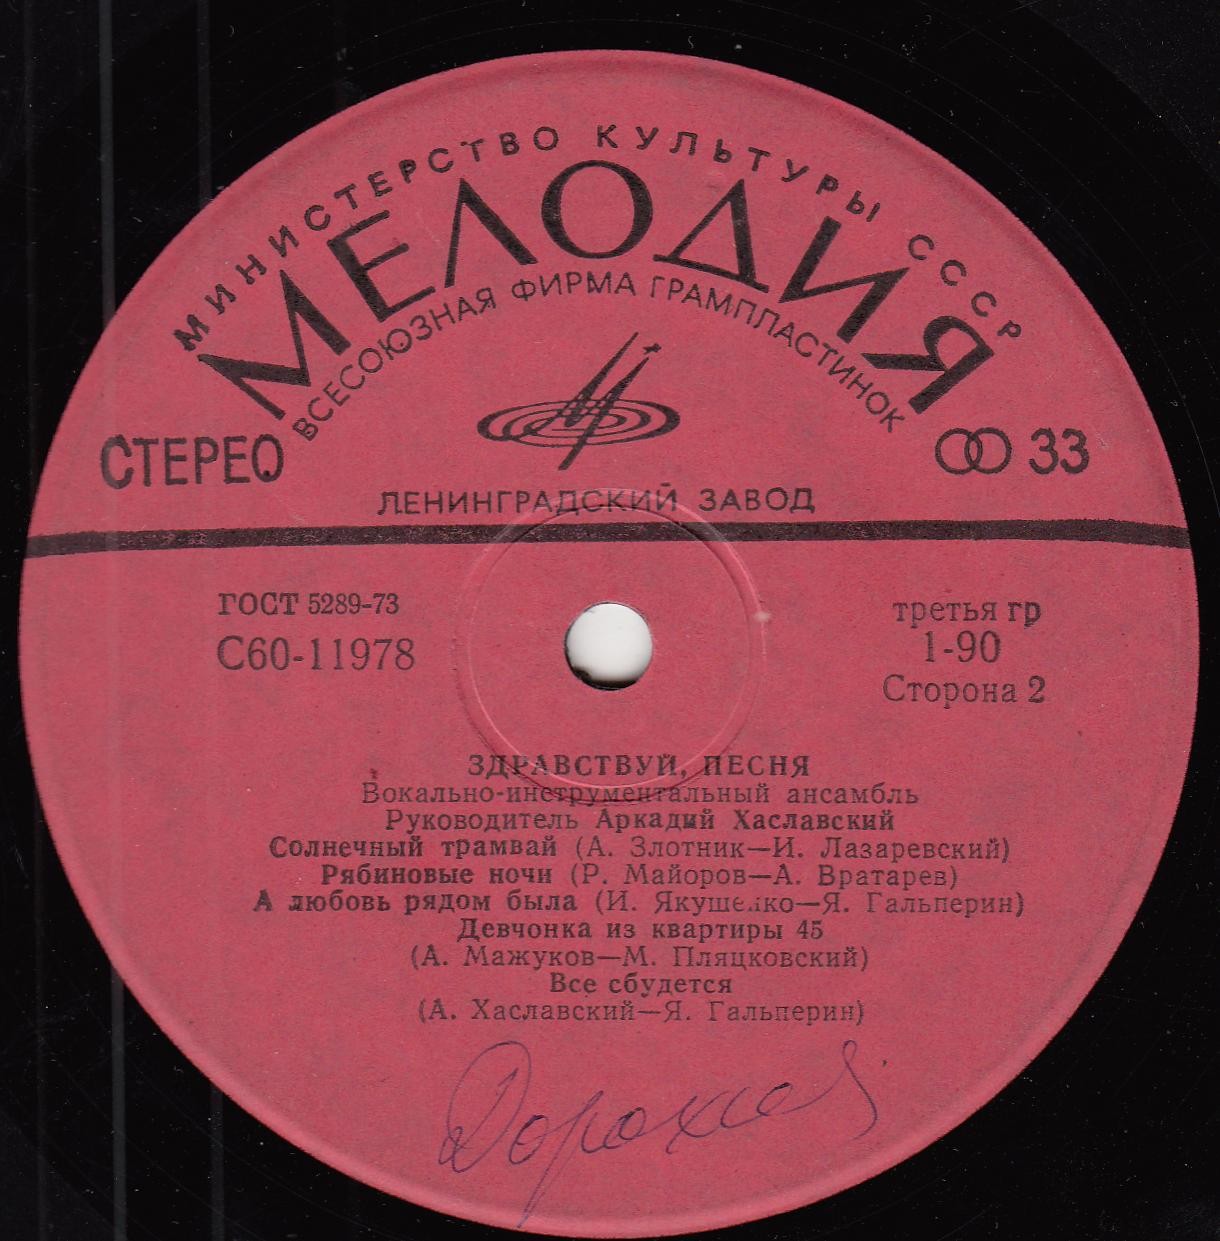 МИНИСТЕРСТВО КУЛЬТУРЫ СССР
МЕЛОДИЯ
ВСЕСОЮЗНАЯ ФИРМА ГРАМПЛАСТИНОК
СТЕРЕО
33
ЛЕНИНГРАДСКИЙ ЗАВОД
ГОСТ 5289-73
С60-11978
третья гр
1-90
Сторона 2
ЗДРАВСТВУЙ, ПЕСНЯ
Вокально-инструментальный ансамбль
Руководитель Аркадий Хаславский
Солнечный трамвай (А. Злотник—И. Лазаревский)
Рябиновые ночи (Р. Майоров—А. Вратарев)
А любовь рядом была (И. Якушенко—Я. Гальперин)
Девчонка из квартиры 45
(А. Мажуков—М. Пляцковский)
Все сбудется
(А. Хаславский—Я. Гальперин)